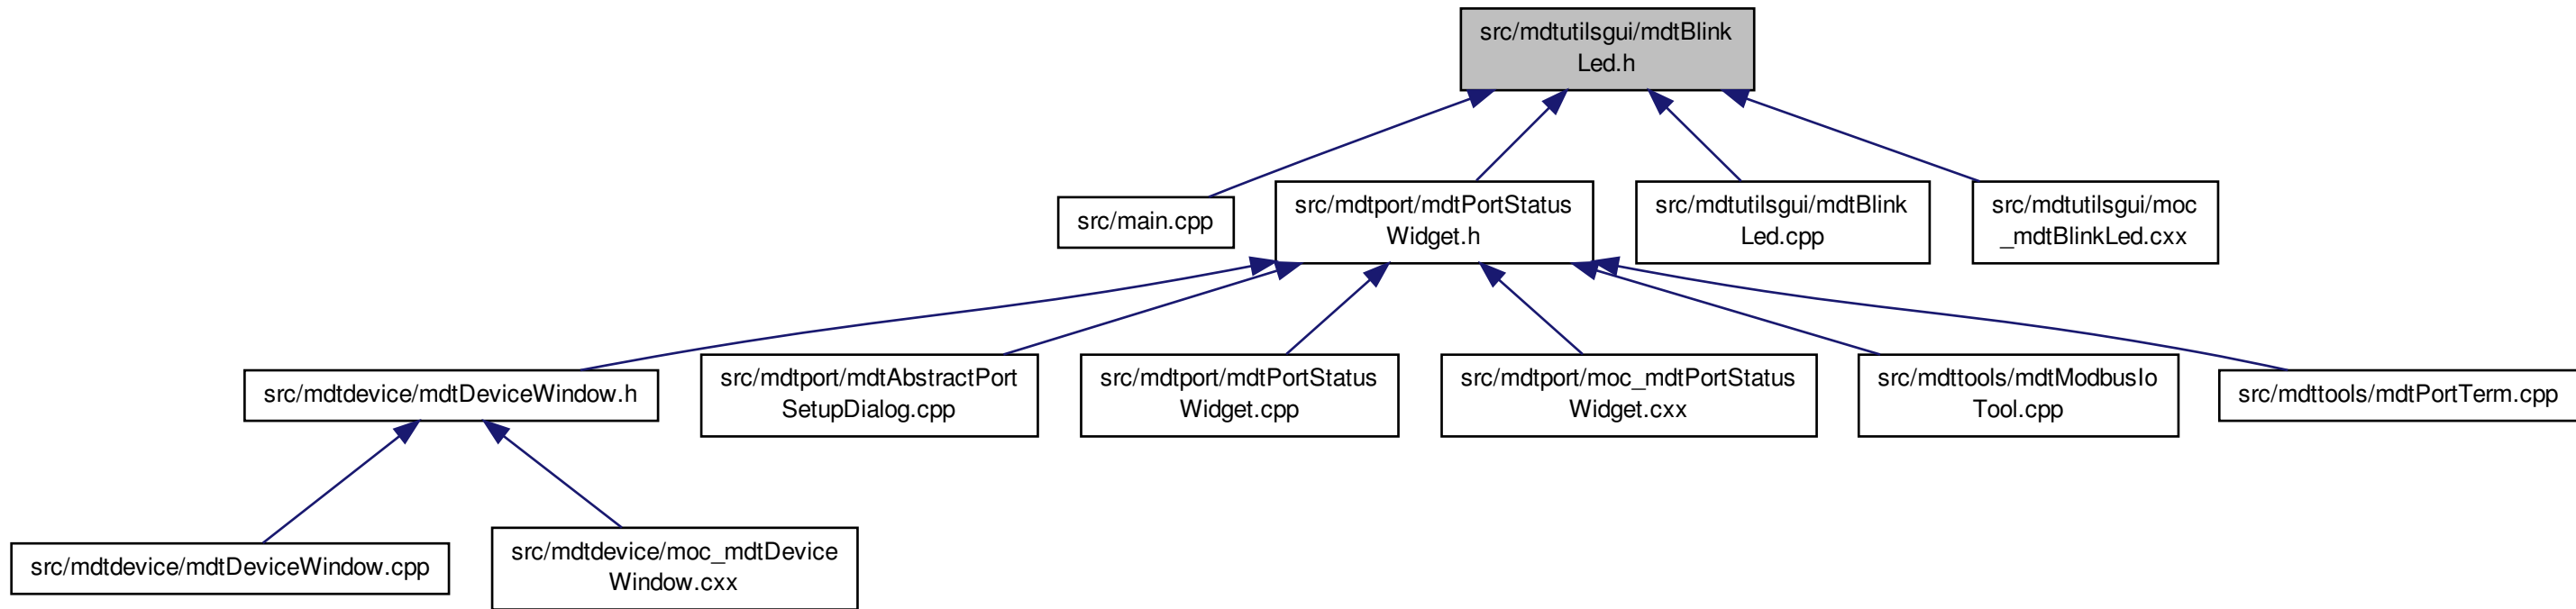 src/mdtutilsgui/mdtBlink
Led.h
src/main.cpp
src/mdtport/mdtPortStatus
Widget.h
src/mdtutilsgui/mdtBlink
Led.cpp
src/mdtutilsgui/moc
_mdtBlinkLed.cxx
src/mdtdevice/mdtDeviceWindow.h
src/mdtport/mdtAbstractPort
SetupDialog.cpp
src/mdtport/mdtPortStatus
Widget.cpp
src/mdtport/moc_mdtPortStatus
Widget.cxx
src/mdttools/mdtModbusIo
Tool.cpp
src/mdttools/mdtPortTerm.cpp
src/mdtdevice/mdtDeviceWindow.cpp
src/mdtdevice/moc_mdtDevice
Window.cxx